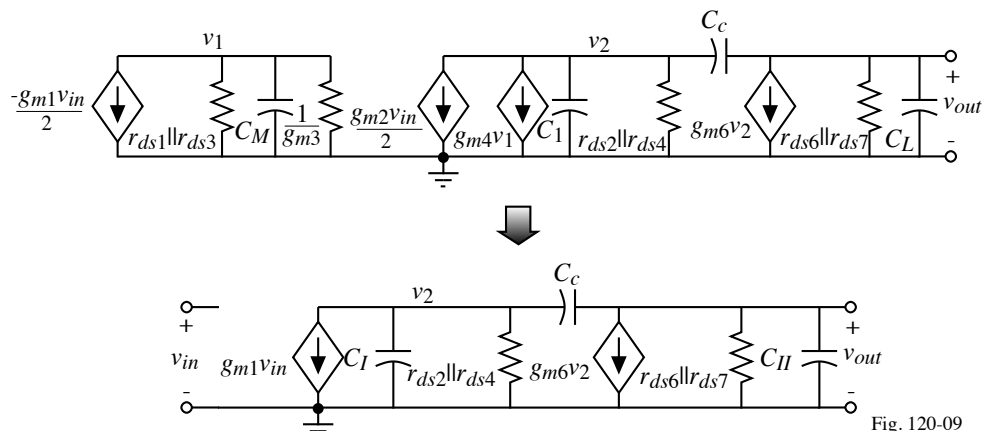 v1
v2
Cc
-gm1vin
2
rds1||rds3
CM
1
gm3
gm2vin
2
gm4v1
C1
rds2||rds4
gm6v2
rds6||rds7
CL
+
vout
-
v2
Cc
+
vin
-
gm1vin
CI
rds2||rds4
gm6v2
rds6||rds7
CII
+
vout
-
Fig. 120-09